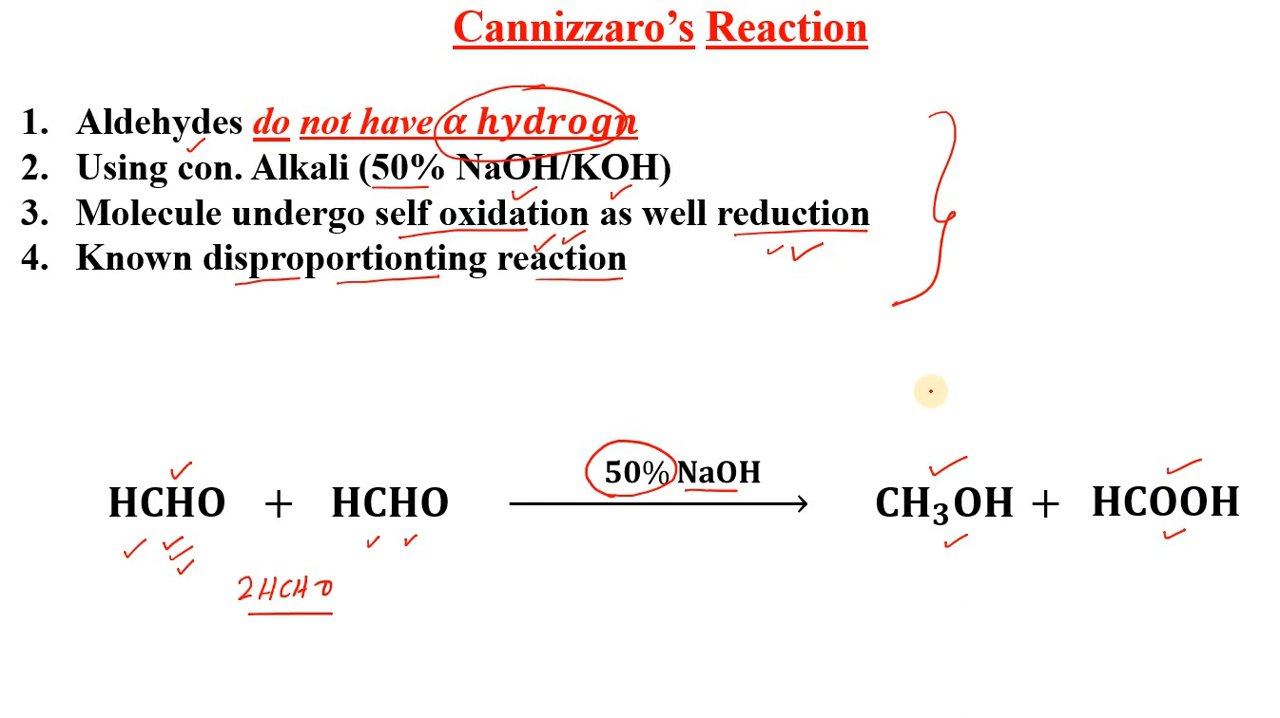 Cannizzaro's Reaction
1. Aldehydes do not have α hydrogn
2. Using con. Alkali (50% NaOH/KOH)
3. Molecule undergo self oxidation as well reduction
4. Known disproportionting reaction
50% NaOH
HCHO + HCHO CH₃OH + HCOOH
2HCHO